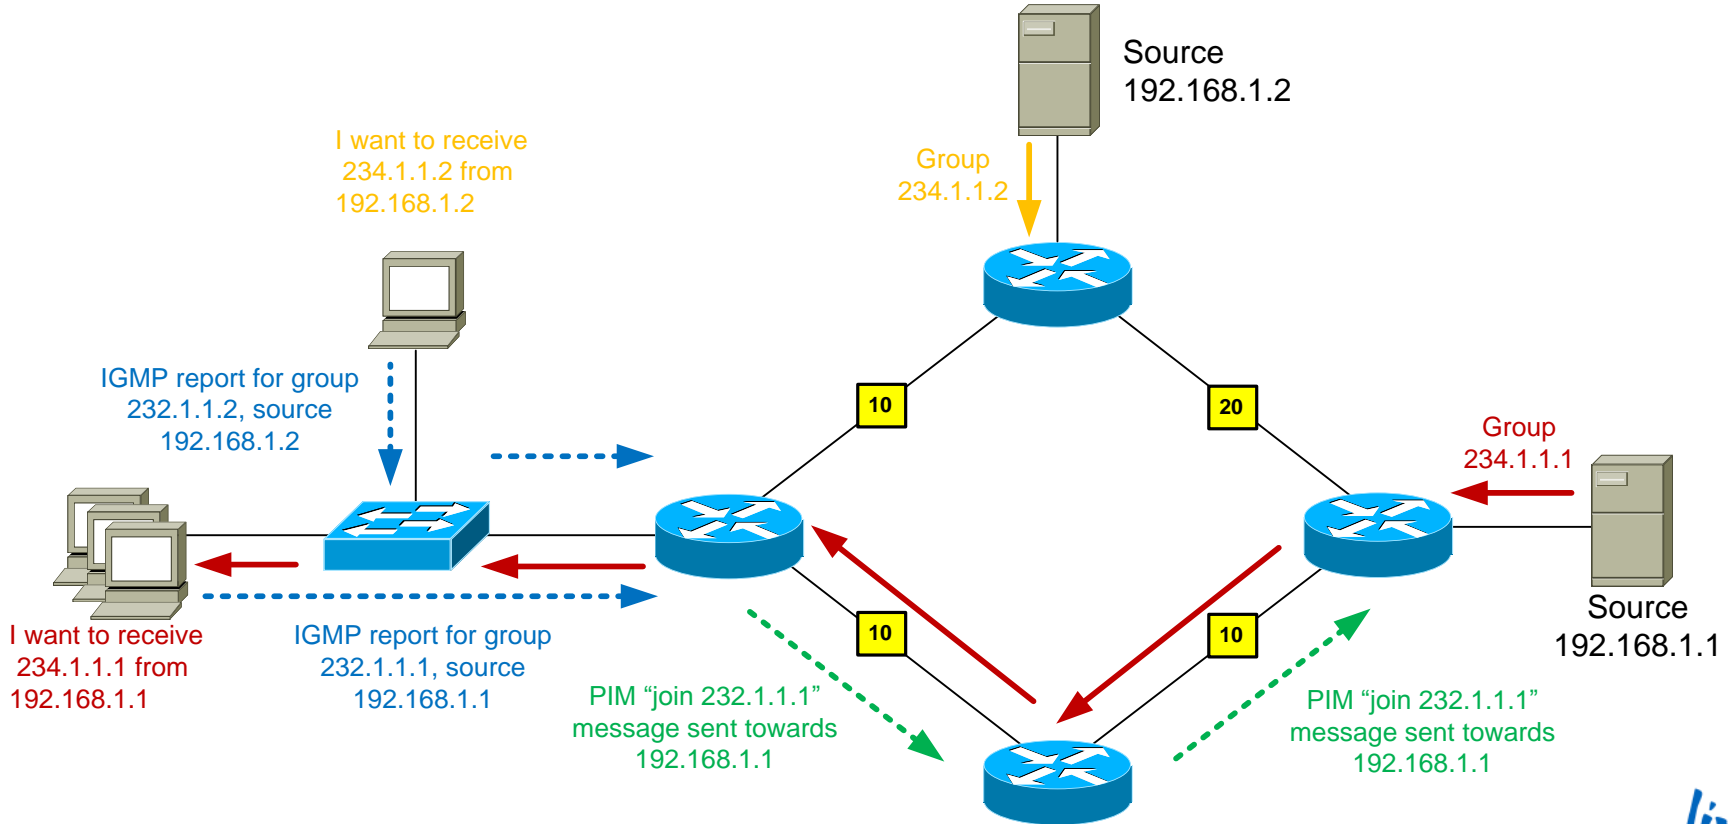 Source
192.168.1.2
I want to receive
234.1.1.2 from
192.168.1.2
Group
234.1.1.2
IGMP report for group
232.1.1.2, source
192.168.1.2
10
20
Group
234.1.1.1
I want to receive
234.1.1.1 from
192.168.1.1
IGMP report for group
232.1.1.1, source
192.168.1.1
10
10
Source
192.168.1.1
PIM “join 232.1.1.1”
message sent towards
192.168.1.1
PIM “join 232.1.1.1”
message sent towards
192.168.1.1